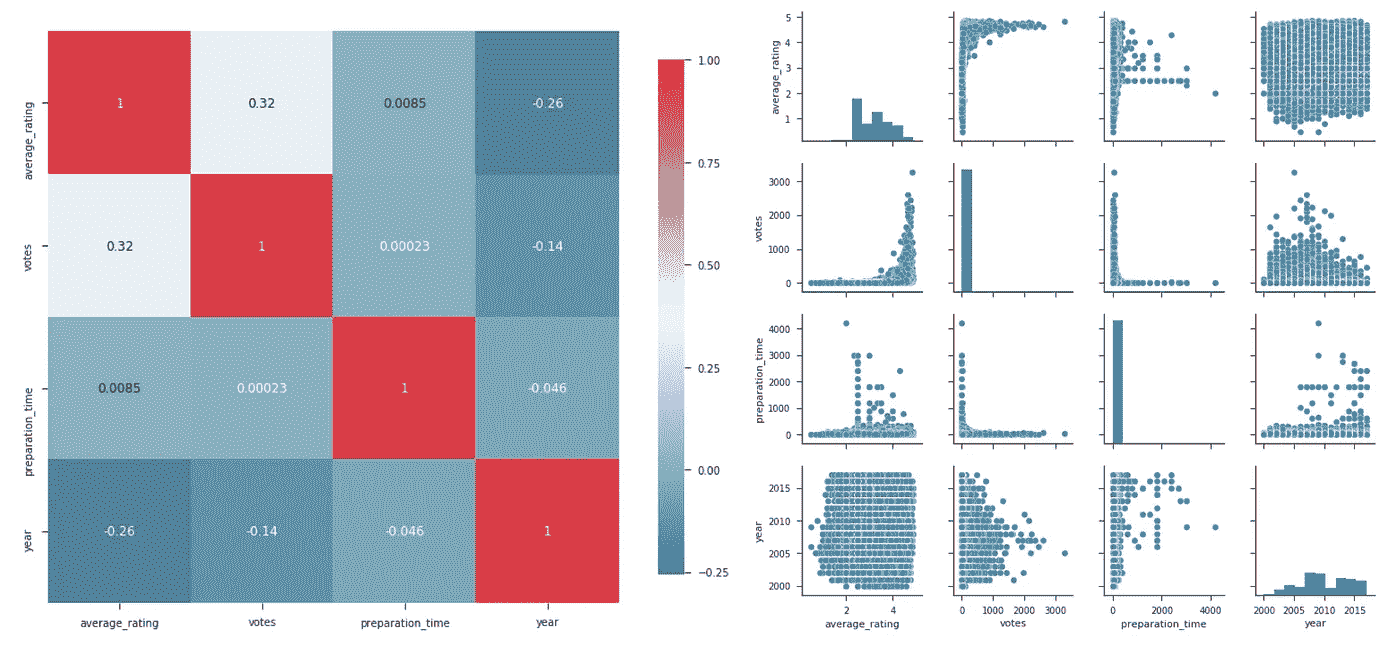 average_rating 1 0.32 0.0085 -0.26
votes 0.32 1 0.00023 -0.14
preparation_time 0.0085 0.00023 1 -0.046
year -0.26 -0.14 -0.046 1
average_rating votes preparation_time year
1.00
0.75
0.50
0.25
0.00
−0.25
average_rating
5
4
3
2
1
votes
3000
2000
1000
0
preparation_time
4000
3000
2000
1000
0
year
2015
2010
2005
2000
2 4
average_rating
0 1000 2000 3000
votes
0 2000 4000
preparation_time
2000 2005 2010 2015
year